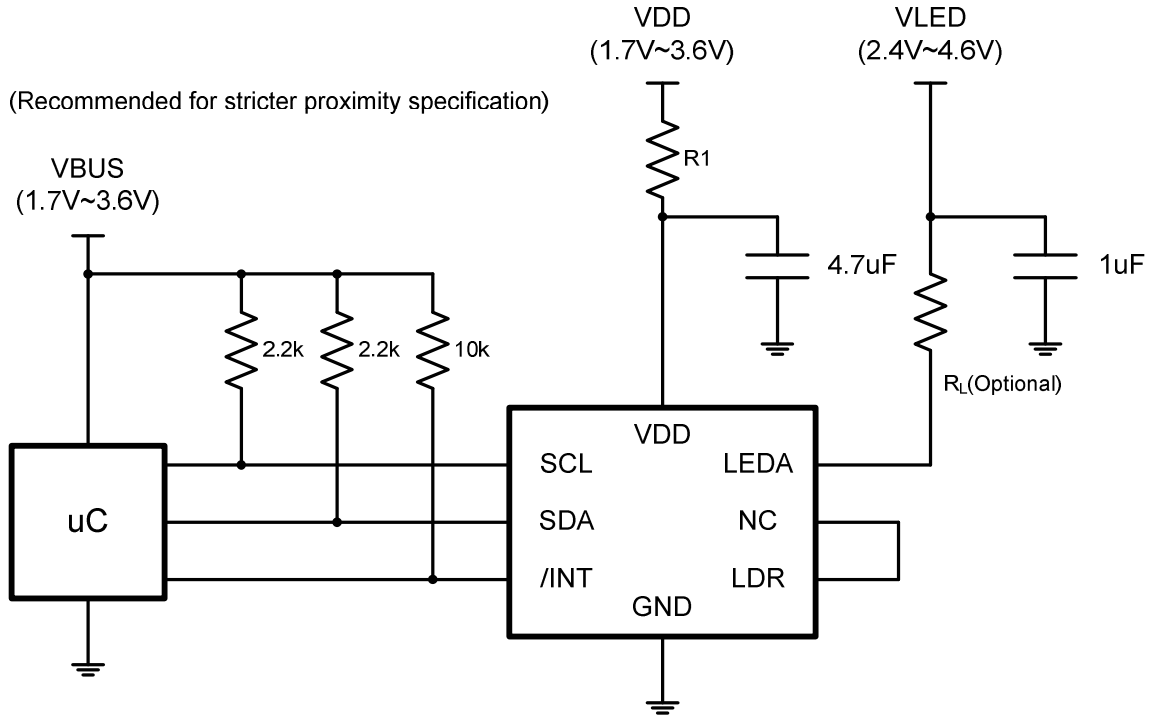 VDD
(1.7V~3.6V)
VLED
(2.4V~4.6V)
(Recommended for stricter proximity specification)
VBUS
(1.7V~3.6V)
R1
4.7uF
1uF
2.2k
2.2k
10k
RL(Optional)
uC
VDD
SCL
LEDA
SDA
NC
/INT
LDR
GND